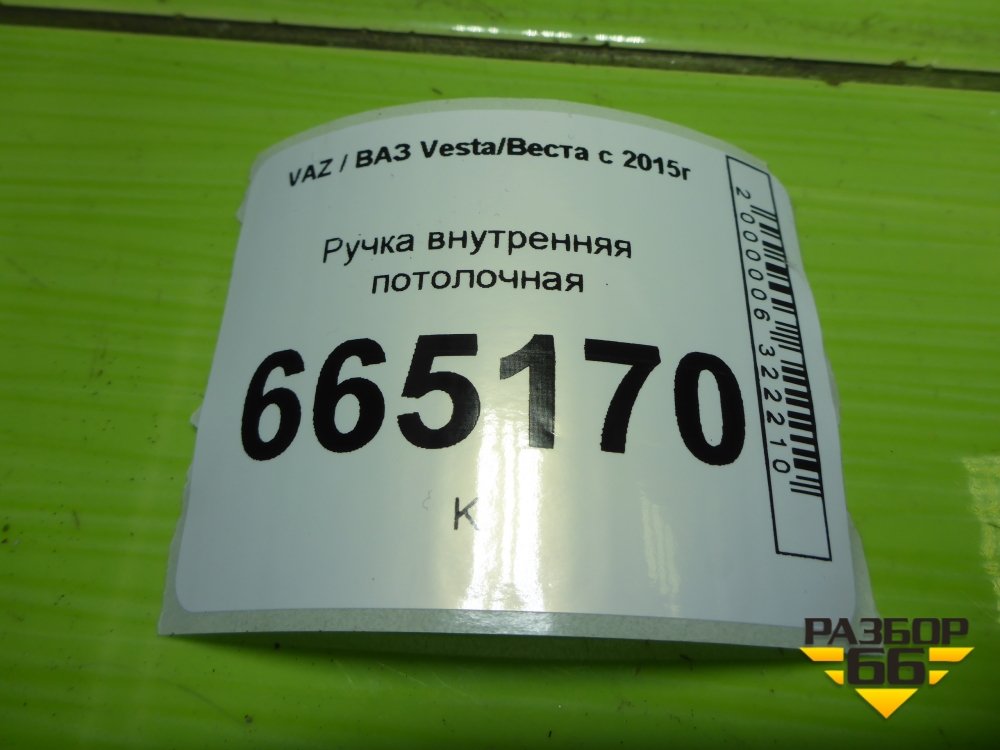 VAZ / ВАЗ Vesta/Веста с 2015г
Ручка внутренняя
потолочная
665170
К
2000006322210
РАЗБОР
66